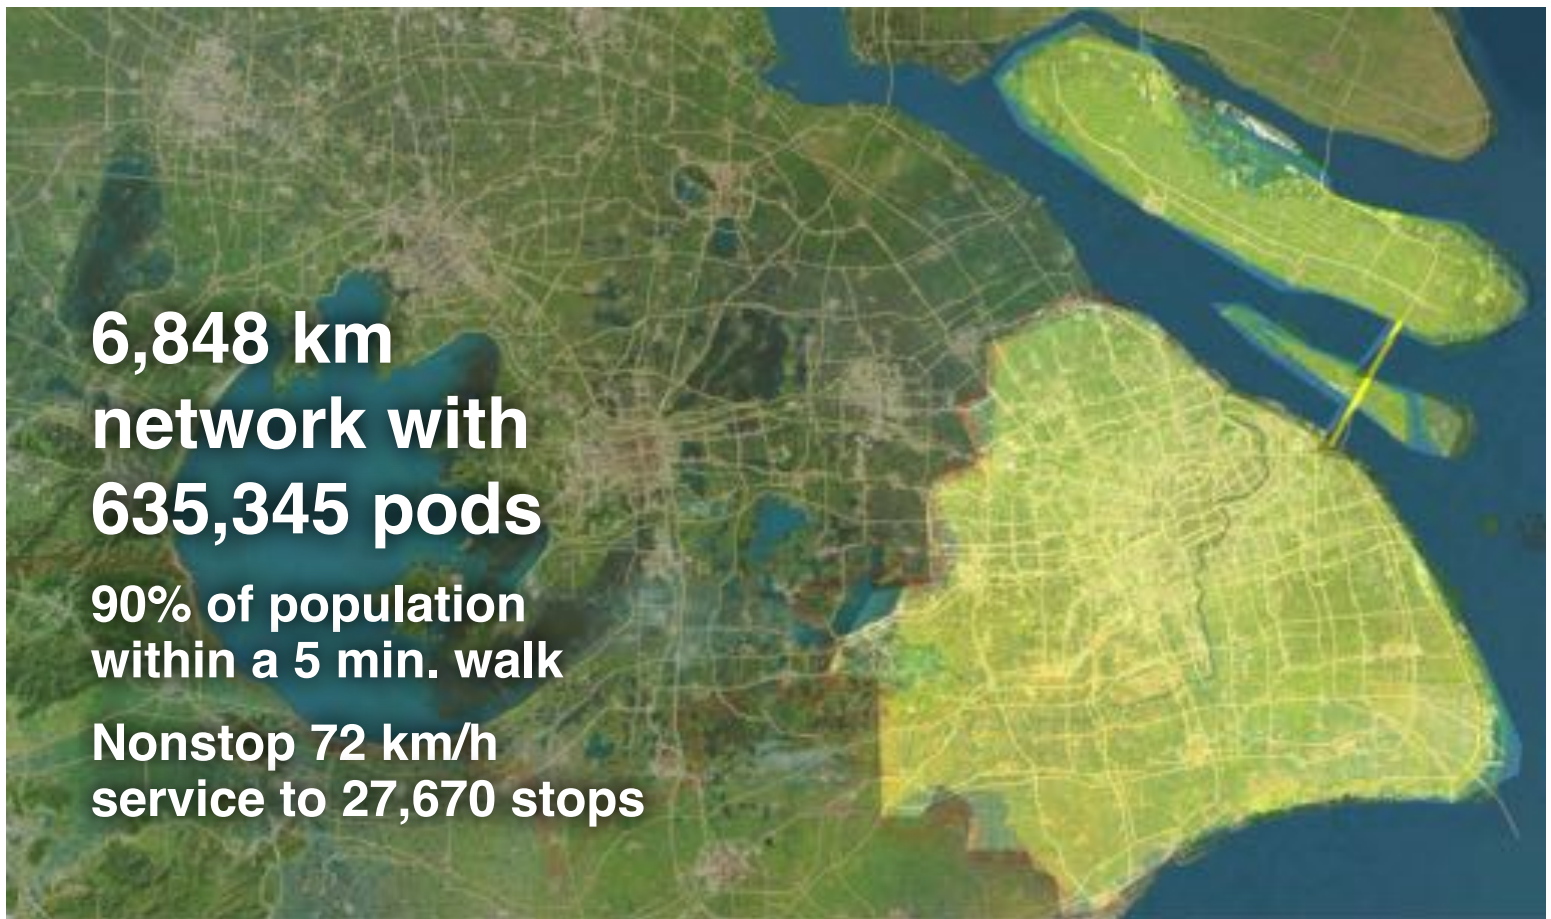 6,848 km
network with
635,345 pods
90% of population
within a 5 min. walk
Nonstop 72 km/h
service to 27,670 stops